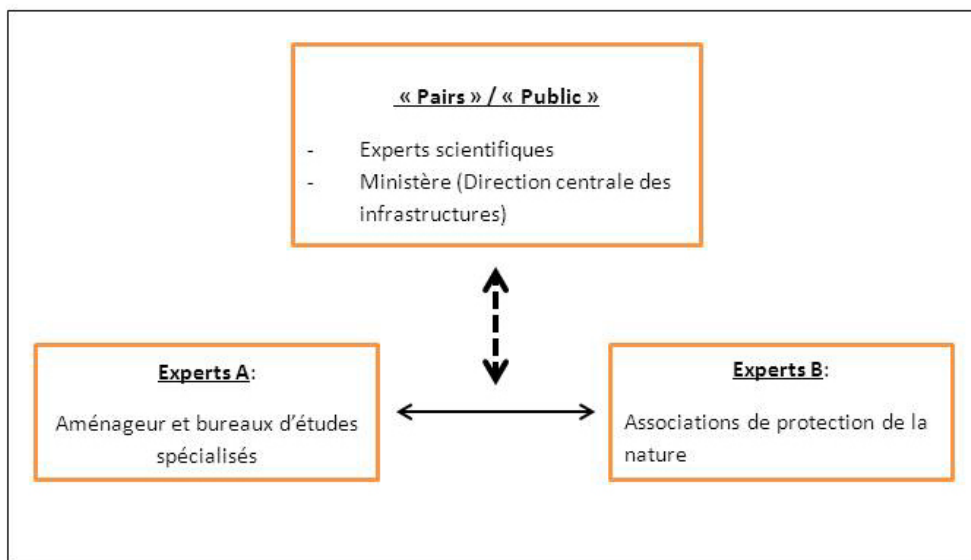 « Pairs » / « Public »
- Experts scientifiques
- Ministère (Direction centrale des
infrastructures)
Experts A:
Aménageur et bureaux d’études
spécialisés
Experts B:
Associations de protection de la
nature